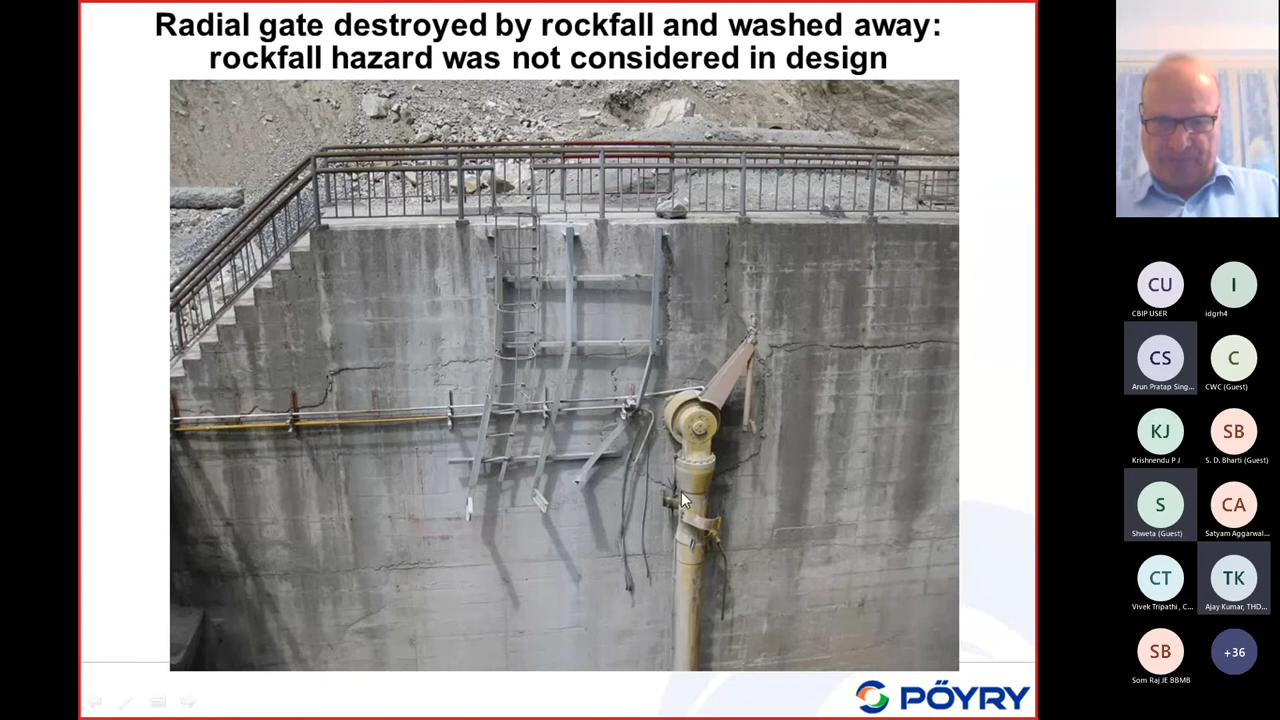 Radial gate destroyed by rockfall and washed away:
rockfall hazard was not considered in design
PÖYRY
CU
CBIP USER
I
idgrh4
CS
Arun Pratap Sing...
C
CWC (Guest)
KJ
Krishnendu P J
SB
S. D. Bharti (Guest)
S
Shweta (Guest)
CA
Satyam Aggarwal...
CT
Vivek Tripathi , C...
TK
Ajay Kumar, THD...
SB
Som Raj JE BBMB
+36